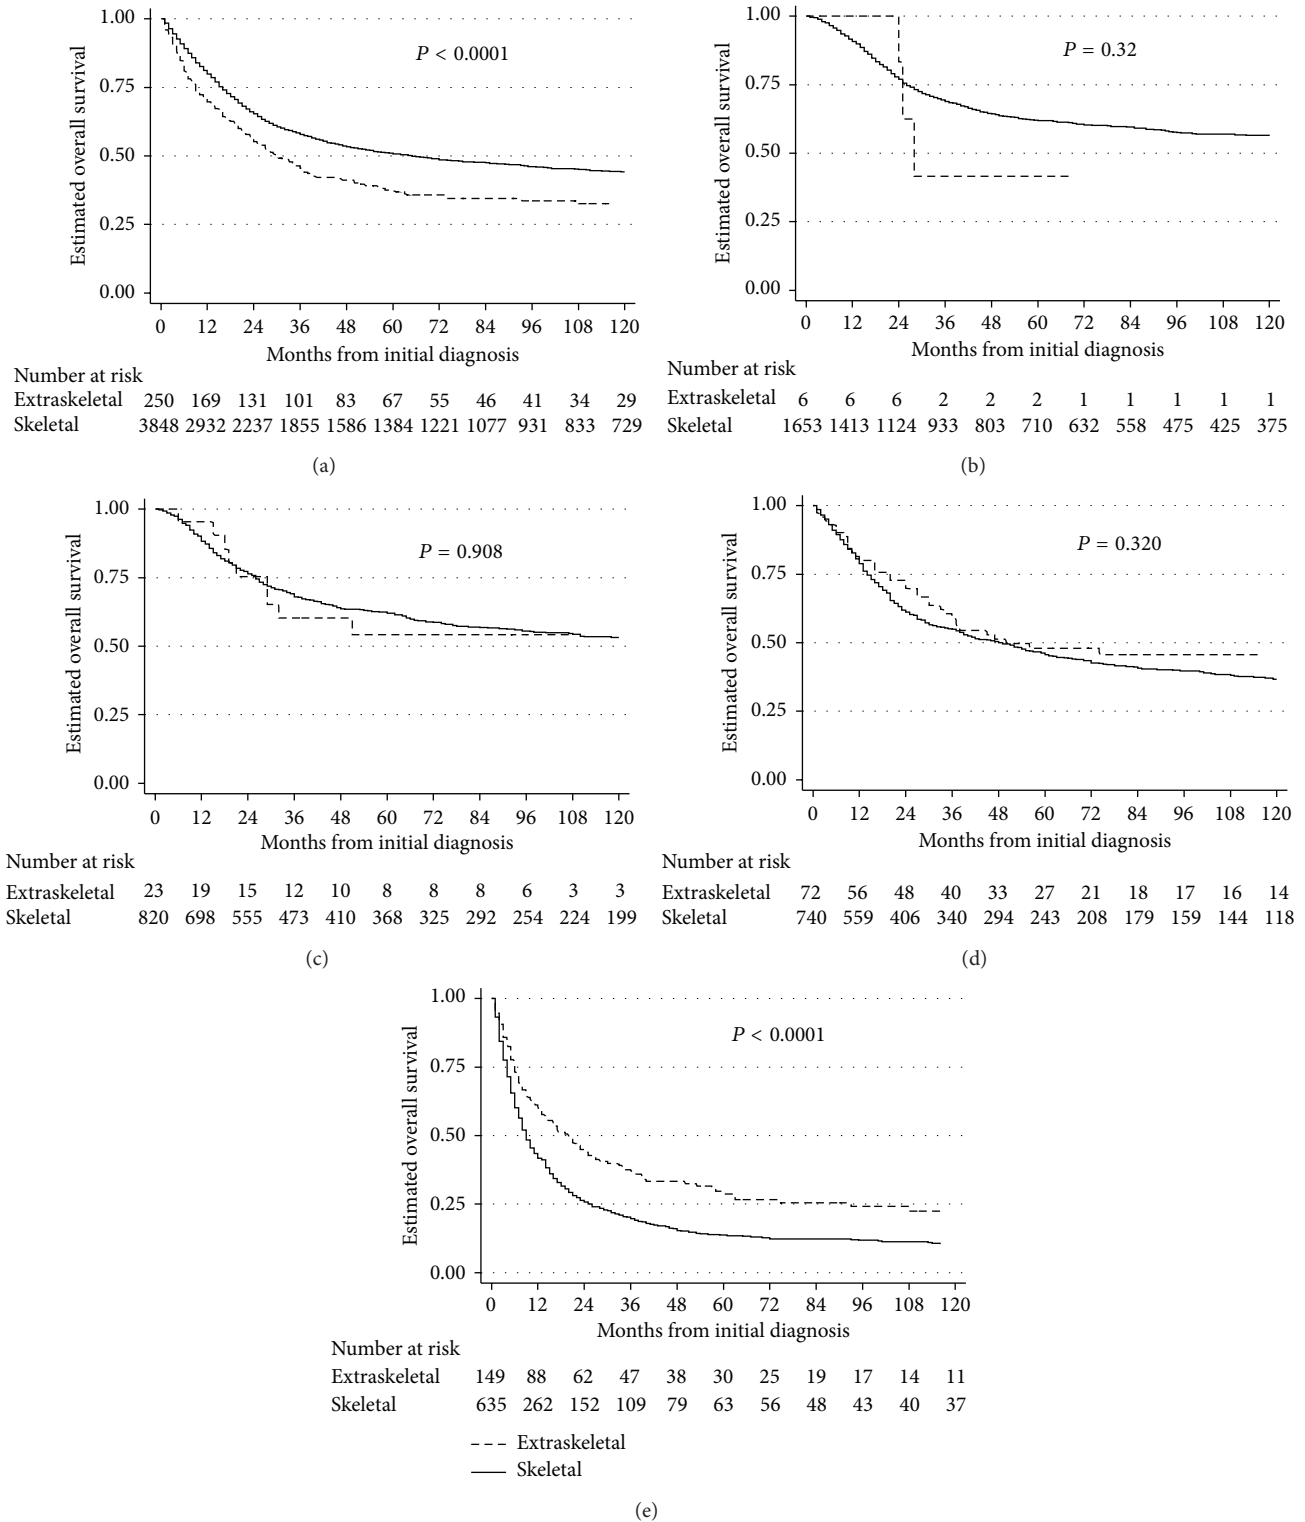 1.00
0.75
0.50
0.25
0.00
Estimated overall survival
P < 0.0001
0 12 24 36 48 60 72 84 96 108 120
Months from initial diagnosis
Number at risk
Extraskeletal 250 169 131 101 83 67 55 46 41 34 29
Skeletal 3848 2932 2237 1855 1586 1384 1221 1077 931 833 729
(a)
1.00
0.75
0.50
0.25
0.00
Estimated overall survival
P = 0.32
0 12 24 36 48 60 72 84 96 108 120
Months from initial diagnosis
Number at risk
Extraskeletal 6 6 6 2 2 2 1 1 1 1 1
Skeletal 1653 1413 1124 933 803 710 632 558 475 425 375
(b)
1.00
0.75
0.50
0.25
0.00
Estimated overall survival
P = 0.908
0 12 24 36 48 60 72 84 96 108 120
Months from initial diagnosis
Number at risk
Extraskeletal 23 19 15 12 10 8 8 8 6 3 3
Skeletal 820 698 555 473 410 368 325 292 254 224 199
(c)
1.00
0.75
0.50
0.25
0.00
Estimated overall survival
P = 0.320
0 12 24 36 48 60 72 84 96 108 120
Months from initial diagnosis
Number at risk
Extraskeletal 72 56 48 40 33 27 21 18 17 16 14
Skeletal 740 559 406 340 294 243 208 179 159 144 118
(d)
1.00
0.75
0.50
0.25
0.00
Estimated overall survival
P < 0.0001
0 12 24 36 48 60 72 84 96 108 120
Months from initial diagnosis
Number at risk
Extraskeletal 149 88 62 47 38 30 25 19 17 14 11
Skeletal 635 262 152 109 79 63 56 48 43 40 37
Extraskeletal
Skeletal
(e)